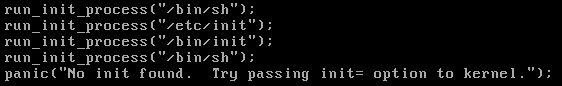 run_init_process("/bin/sh");
run_init_process("/etc/init");
run_init_process("/bin/init");
run_init_process("/bin/sh");
panic("No init found.  Try passing init= option to kernel.");